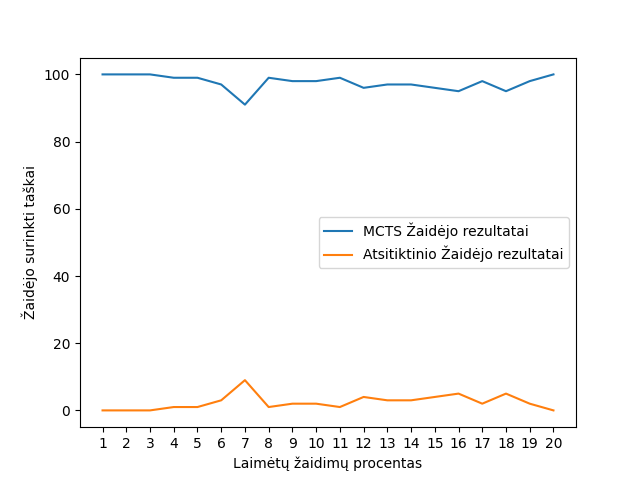 100
80
60
40
20
0
Žaidėjo surinkti taškai
MCTS Žaidėjo rezultatai
Atsitiktinio Žaidėjo rezultatai
1 2 3 4 5 6 7 8 9 10 11 12 13 14 15 16 17 18 19 20
Laimėtų žaidimų procentas